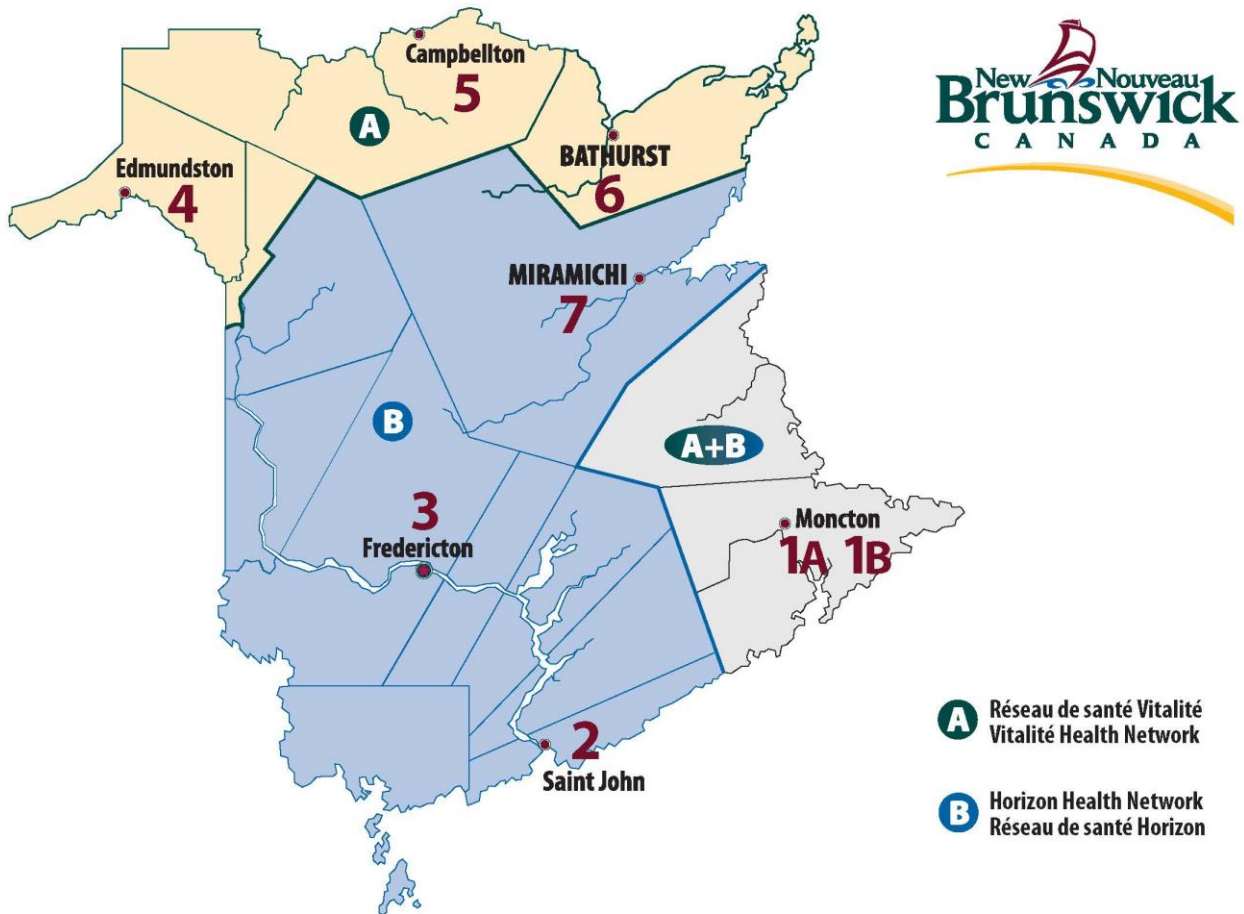 New Nouveau
Brunswick
CANADA
Campbellton
5
A
BATHURST
6
Edmundston
4
MIRAMICHI
7
B
A+B
3
Fredericton
Moncton
1A 1B
2
Saint John
A
Réseau de santé Vitalité
Vitalité Health Network
B
Horizon Health Network
Réseau de santé Horizon